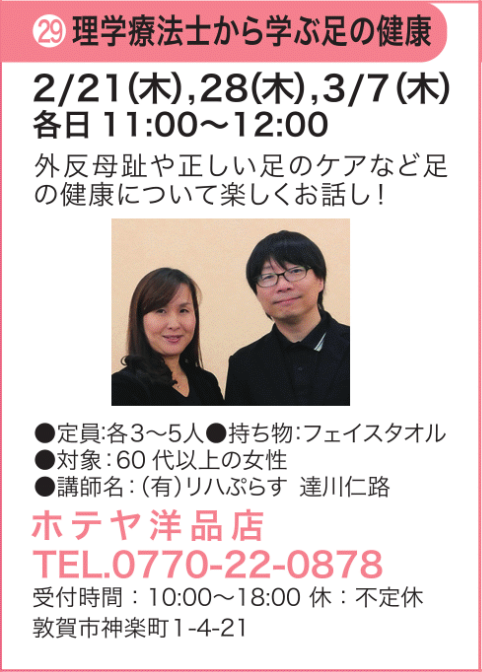 ㉙ 理学療法士から学ぶ足の健康
2/21(木),28(木),3/7(木)
各日 11:00〜12:00
外反母趾や正しい足のケアなど足
の健康について楽しくお話し!
●定員:各3〜5人●持ち物:フェイスタオル
●対象:60代以上の女性
●講師名:(有)リハぷらす 達川仁路
ホテヤ洋品店
TEL.0770-22-0878
受付時間:10:00〜18:00 休:不定休
敦賀市神楽町1-4-21